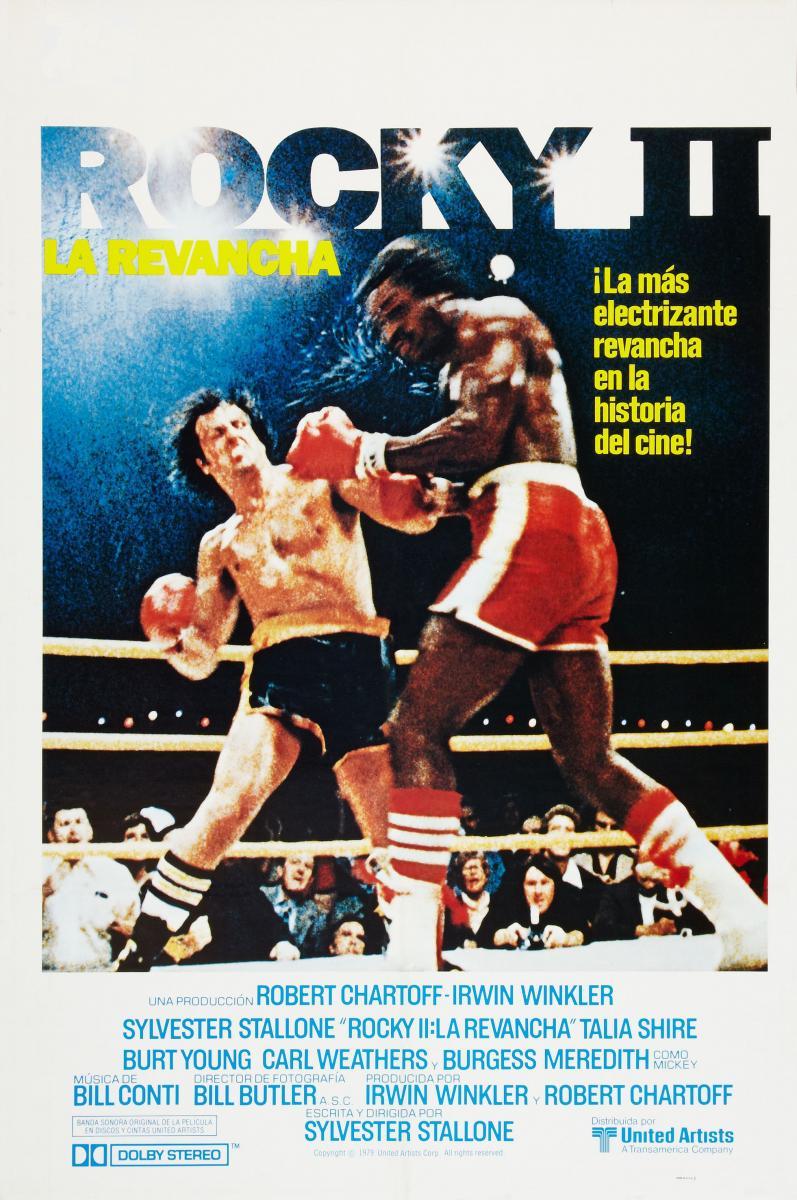 ROCKY II
LA REVANCHA
¡La más
electrizante
revancha
en la
historia
del cine!
UNA PRODUCCIÓN ROBERT CHARTOFF-IRWIN WINKLER
SYLVESTER STALLONE "ROCKY II: LA REVANCHA" TALIA SHIRE
BURT YOUNG CARL WEATHERS Y BURGESS MEREDITH COMO MICKEY
MÚSICA DE BILL CONTI DIRECTOR DE FOTOGRAFÍA BILL BUTLER A.S.C. PRODUCIDA POR IRWIN WINKLER Y ROBERT CHARTOFF
ESCRITA Y DIRIGIDA POR
SYLVESTER STALLONE
BANDA SONORA ORIGINAL DE LA PELICULA
EN DISCOS Y CINTAS UNITED ARTISTS
DOLBY STEREO™
Copyright © 1979 United Artists Corp. All rights reserved.
Distribuida por
United Artists
A Transamerica Company